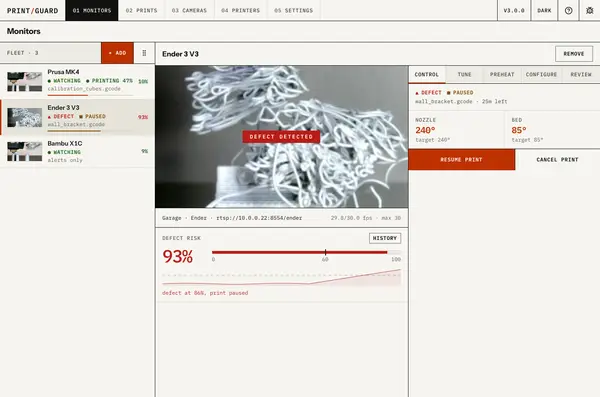 PRINT/GUARD 01 MONITORS 02 PRINTS 03 CAMERAS 04 PRINTERS 05 SETTINGS V3.0.0 DARK
Monitors
FLEET · 3 + ADD
Prusa MK4
WATCHING PRINTING 47% 10%
calibration_cubes.gcode
Ender 3 V3
DEFECT PAUSED 93%
wall_bracket.gcode
Bambu X1C
WATCHING 9%
alerts only
Ender 3 V3 REMOVE
DEFECT DETECTED
Garage · Ender · rtsp://10.0.0.22:8554/ender 29.8/30.0 fps · max 30
DEFECT RISK HISTORY
93%
0 60 100
defect at 86%, print paused
CONTROL TUNE PREHEAT CONFIGURE REVIEW
DEFECT PAUSED
wall_bracket.gcode · 26m left
NOZZLE BED
240° 85°
target 240° target 85°
RESUME PRINT CANCEL PRINT